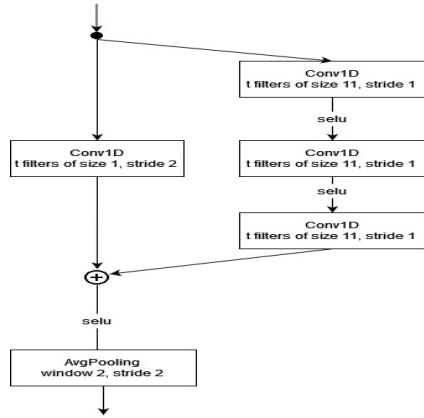 Conv1D
t filters of size 11, stride 1
selu
Conv1D
t filters of size 1, stride 2
Conv1D
t filters of size 11, stride 1
selu
Conv1D
t filters of size 11, stride 1
+
selu
AvgPooling
window 2, stride 2